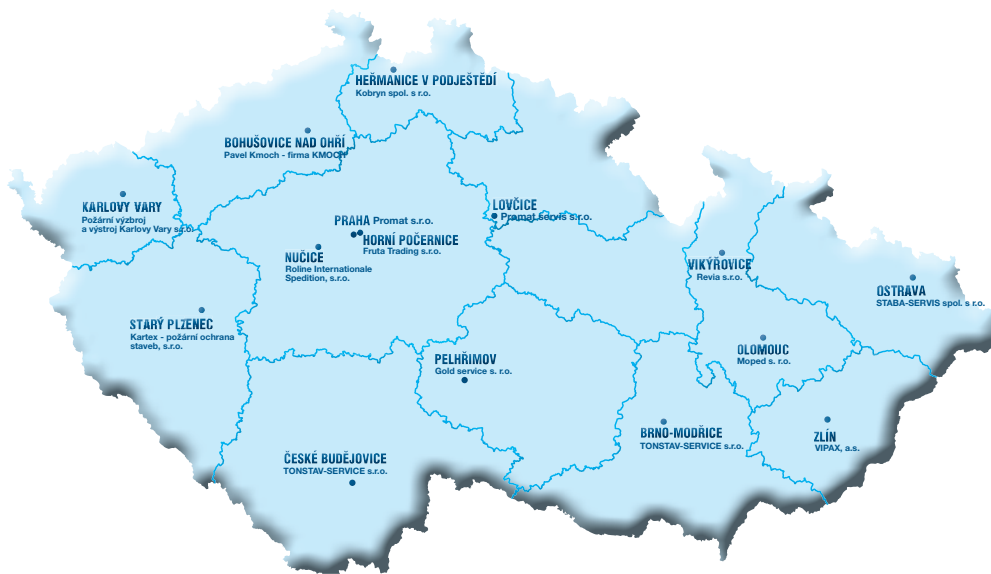 HEŘMANICE V PODJEŠTĚDÍ
Kobryn spol. s r.o.
BOHUŠOVICE NAD OHŘÍ
Pavel Kmoch - firma KMOCH
KARLOVY VARY
Požární výzbroj
a výstroj Karlovy Vary s.r.o.
LOVČICE
Promat servis s.r.o.
PRAHA Promat s.r.o.
HORNÍ POČERNICE
Fruta Trading s.r.o.
NUČICE
Roline Internationale
Spedition, s.r.o.
VIKÝŘOVICE
Revia s.r.o.
OSTRAVA
STABA-SERVIS spol. s r.o.
STARÝ PLZENEC
Kartex - požární ochrana
staveb, s.r.o.
OLOMOUC
Moped s. r.o.
PELHŘIMOV
Gold service s. r.o.
BRNO-MODŘICE
TONSTAV-SERVICE s.r.o.
ZLÍN
VIPAX, a.s.
ČESKÉ BUDĚJOVICE
TONSTAV-SERVICE s.r.o.